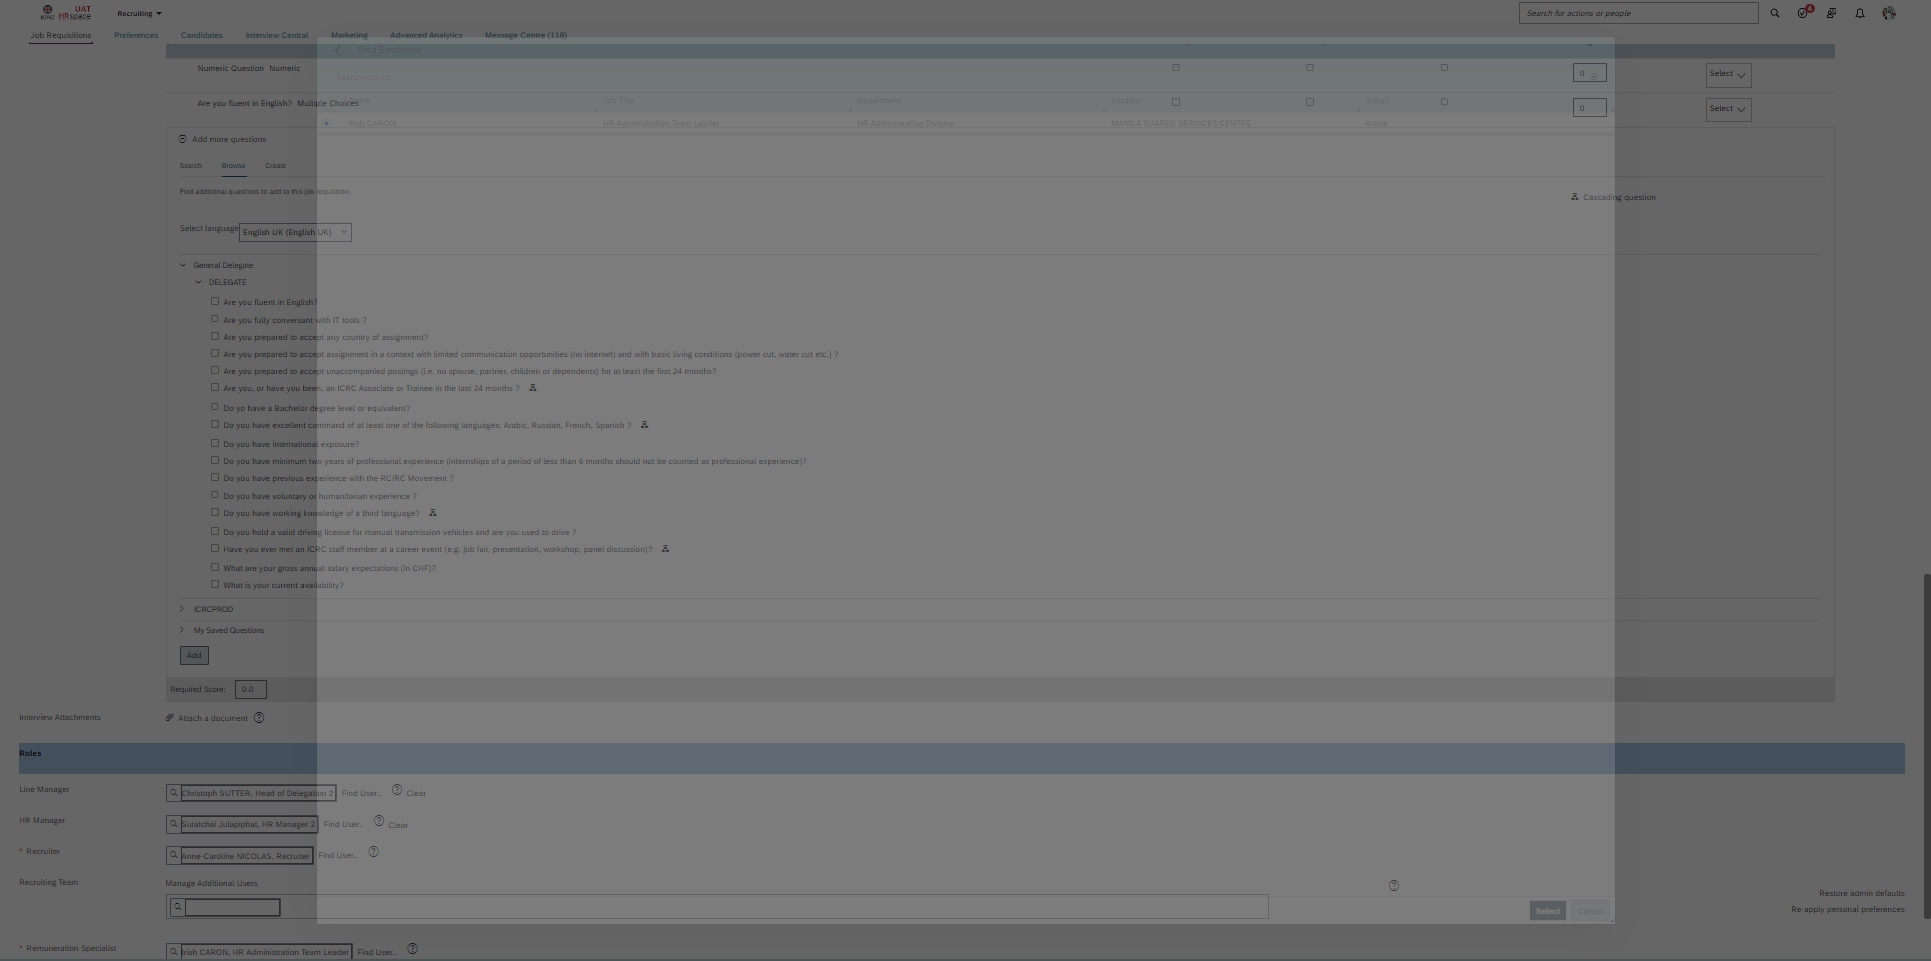 UAT
ICRC HRspace
Recruiting
Search for actions or people
4
Job Requisitions Preferences Candidates Interview Central Marketing Advanced Analytics Message Centre (118)
Find Employee
Numeric Question Numeric 0 Select
Job Title Department Location Status
Are you fluent in English? Multiple Choices 0 Select
Irish CARON HR Administration Team Leader HR Administration Division MANILA SHARED SERVICES CENTRE Active
Add more questions
Search Browse Create
Find additional questions to add to this job requisition.
Cascading question
Select language English UK (English UK)
General Delegate
DELEGATE
Are you fluent in English?
Are you fully conversant with IT tools ?
Are you prepared to accept any country of assignment?
Are you prepared to accept assignment in a context with limited communication opportunities (no internet) and with basic living conditions (power cut, water cut etc.) ?
Are you prepared to accept unaccompanied postings (i.e. no spouse, partner, children or dependents) for at least the first 24 months?
Are you, or have you been, an ICRC Associate or Trainee in the last 24 months ?
Do yo have a Bachelor degree level or equivalent?
Do you have excellent command of at least one of the following languages: Arabic, Russian, French, Spanish ?
Do you have international exposure?
Do you have minimum two years of professional experience (internships of a period of less than 6 months should not be counted as professional experience)?
Do you have previous experience with the RC/RC Movement ?
Do you have voluntary or humanitarian experience ?
Do you have working knowledge of a third language?
Do you hold a valid driving license for manual transmission vehicles and are you used to drive ?
Have you ever met an ICRC staff member at a career event (e.g. job fair, presentation, workshop, panel discussion)?
What are your gross annual salary expectations (in CHF)?
What is your current availability?
ICRCPROD
My Saved Questions
Add
Required Score: 0.0
Interview Attachments Attach a document
Roles
Line Manager Christoph SUTTER, Head of Delegation 2 Find User.. Clear
HR Manager Suratchai Julapiphat, HR Manager 2 Find User.. Clear
* Recruiter Anne-Caroline NICOLAS, Recruiter Find User..
Recruiting Team Manage Additional Users
Restore admin defaults
Re-apply personal preferences
Select Cancel
* Remuneration Specialist Irish CARON, HR Administration Team Leader Find User..